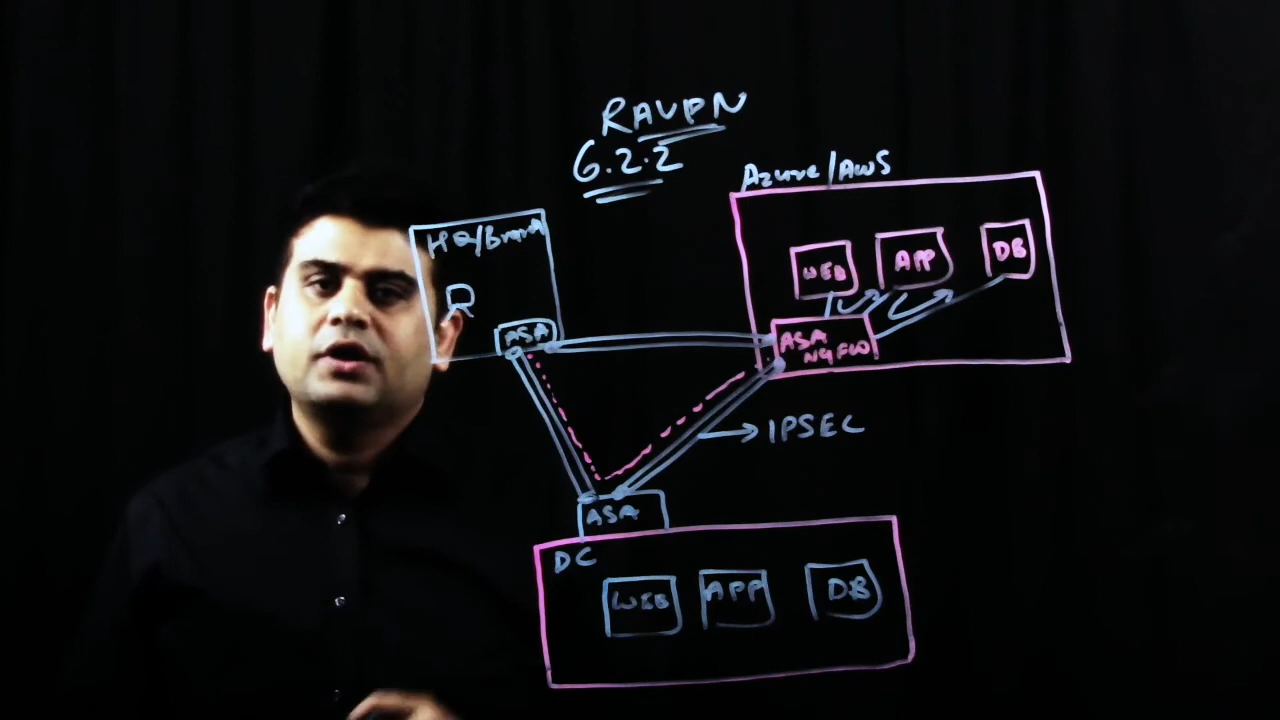 RAVPN
6.2.2
Azure/AWS
HQ/Branch
WEB
APP
DB
R
ASA
ASA
NGFW
IPSEC
ASA
DC
WEB
APP
DB